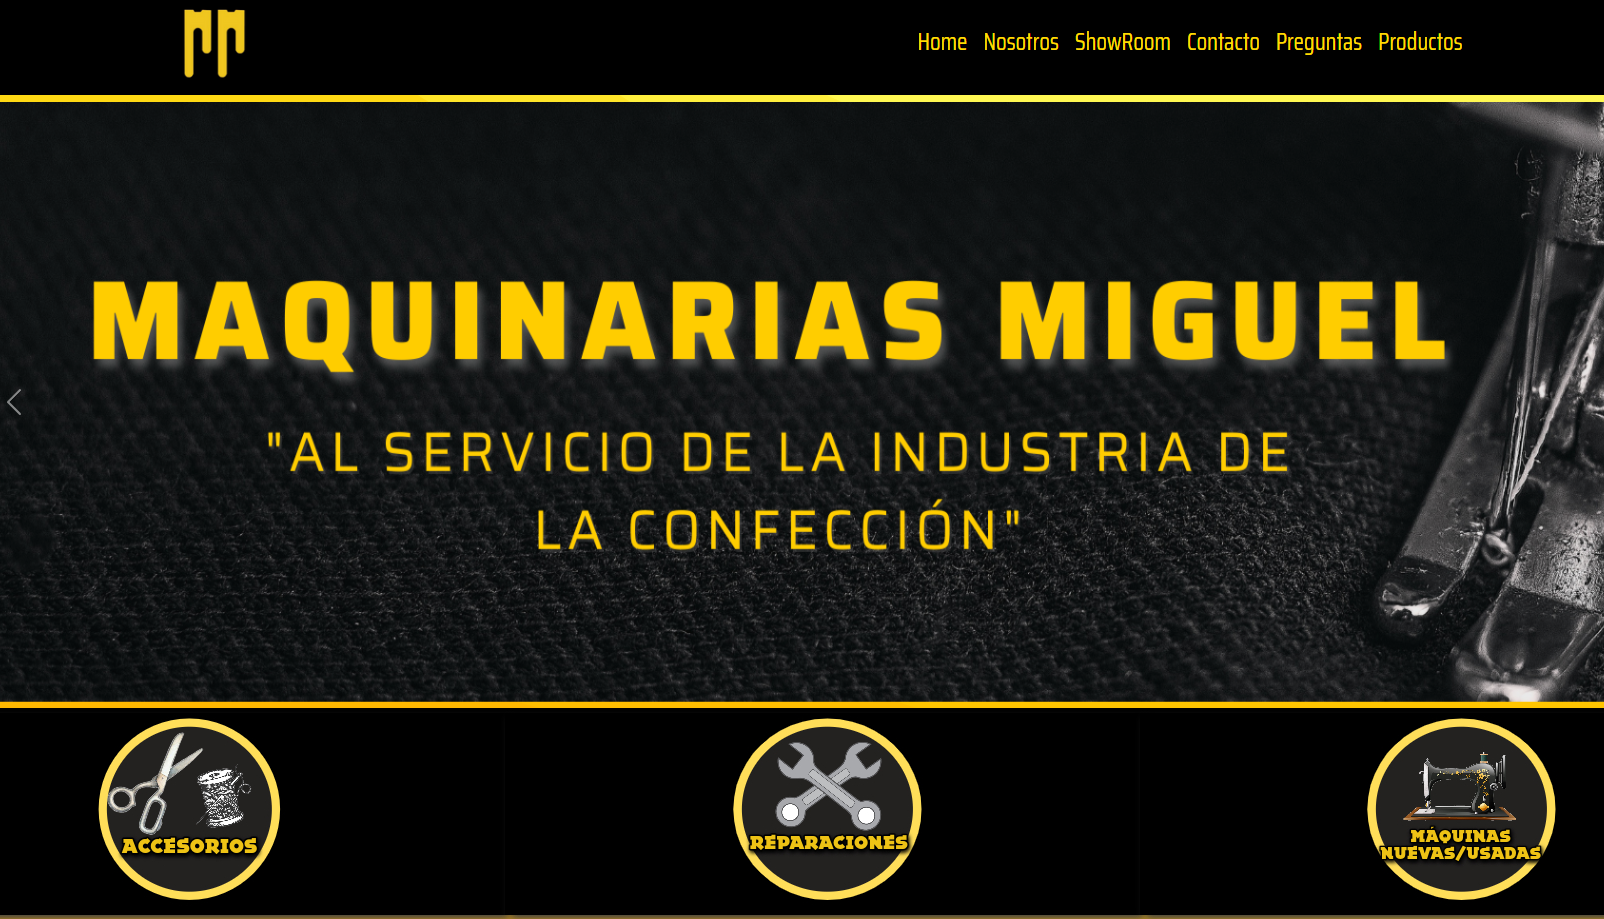 Home Nosotros ShowRoom Contacto Preguntas Productos
MAQUINARIAS MIGUEL
"AL SERVICIO DE LA INDUSTRIA DE
LA CONFECCIÓN"
ACCESORIOS
REPARACIONES
MÁQUINAS
NUEVAS/USADAS